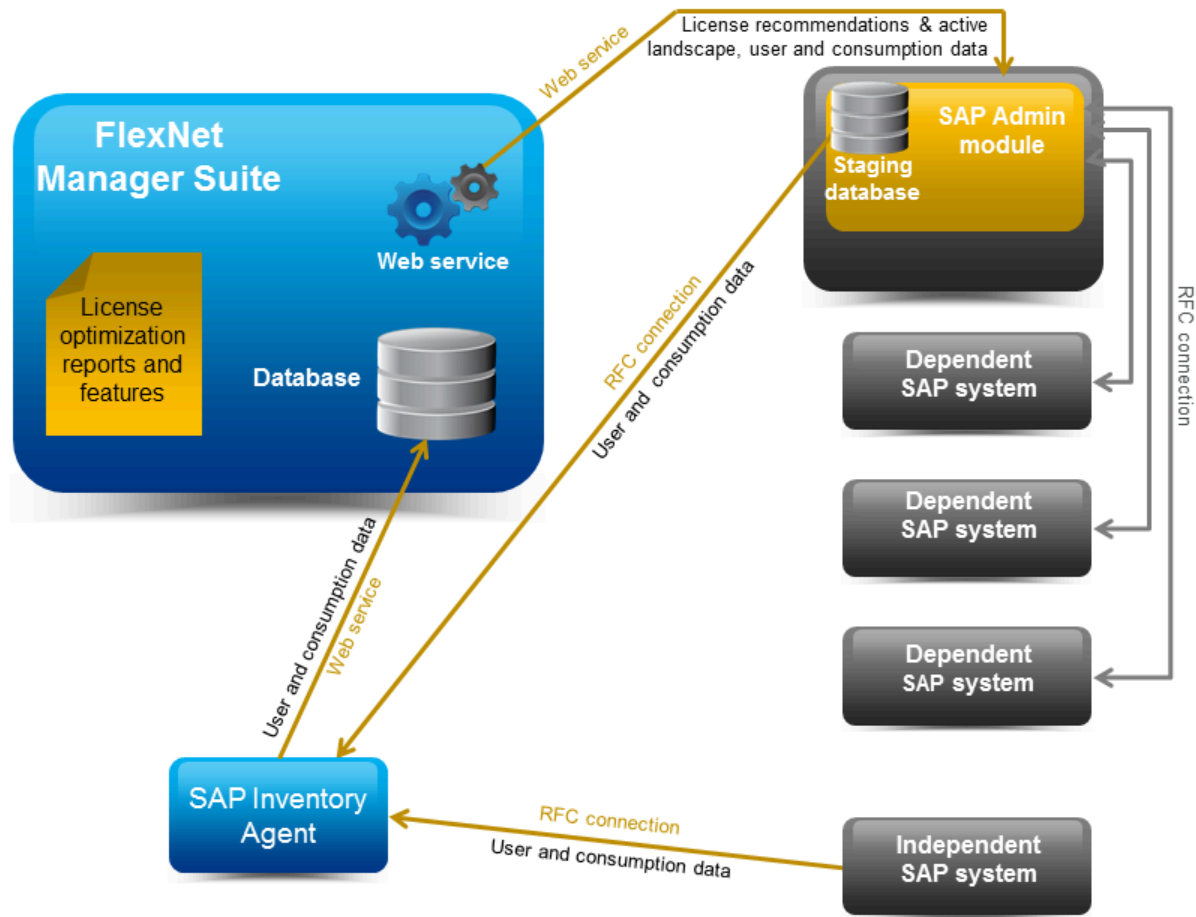 License recommendations & active
landscape, user and consumption data
Web service
FlexNet
Manager Suite
Web service
License
optimization
reports and
features
Database
SAP Admin
module
Staging
database
RFC connection
User and consumption data
RFC connection
Dependent
SAP system
Dependent
SAP system
Dependent
SAP system
User and consumption data
Web service
SAP Inventory
Agent
RFC connection
User and consumption data
Independent
SAP system